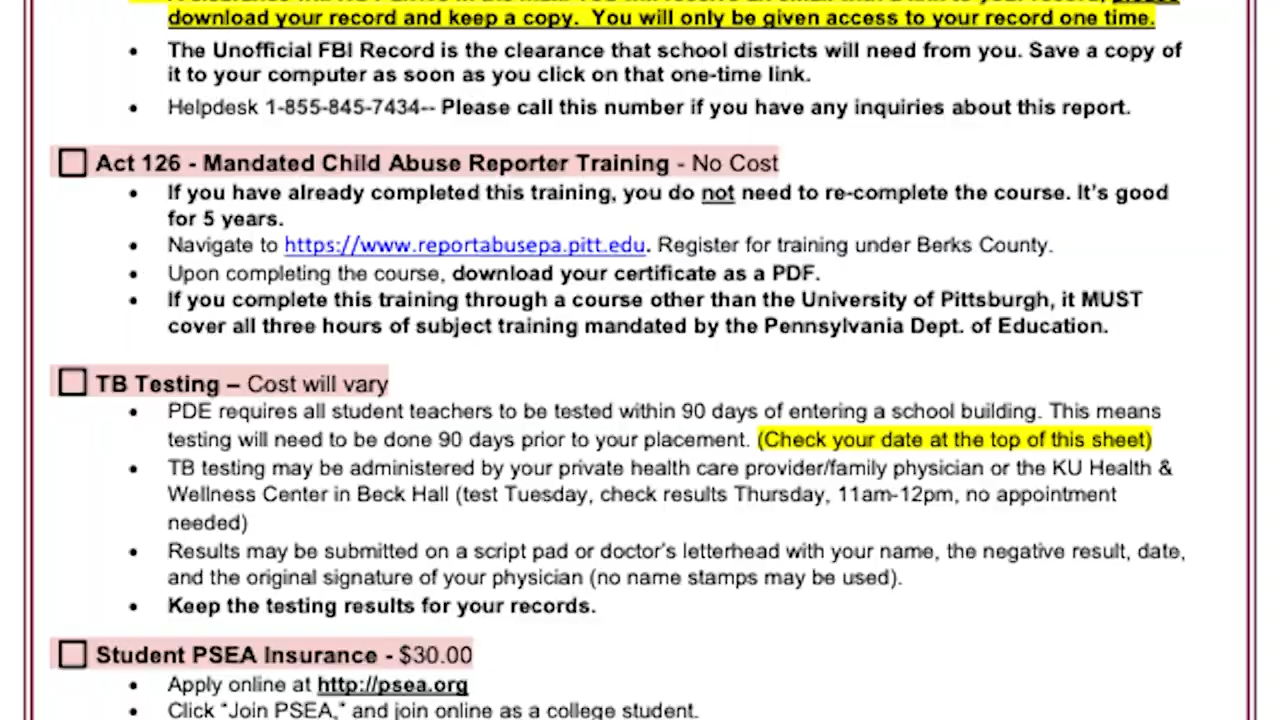 download your record and keep a copy. You will only be given access to your record one time.
• The Unofficial FBI Record is the clearance that school districts will need from you. Save a copy of
it to your computer as soon as you click on that one-time link.
• Helpdesk 1-855-845-7434-- Please call this number if you have any inquiries about this report.
☐ Act 126 - Mandated Child Abuse Reporter Training - No Cost
• If you have already completed this training, you do not need to re-complete the course. It's good
for 5 years.
• Navigate to https://www.reportabusepa.pitt.edu. Register for training under Berks County.
• Upon completing the course, download your certificate as a PDF.
• If you complete this training through a course other than the University of Pittsburgh, it MUST
cover all three hours of subject training mandated by the Pennsylvania Dept. of Education.
☐ TB Testing – Cost will vary
• PDE requires all student teachers to be tested within 90 days of entering a school building. This means
testing will need to be done 90 days prior to your placement. (Check your date at the top of this sheet)
• TB testing may be administered by your private health care provider/family physician or the KU Health &
Wellness Center in Beck Hall (test Tuesday, check results Thursday, 11am-12pm, no appointment
needed)
• Results may be submitted on a script pad or doctor's letterhead with your name, the negative result, date,
and the original signature of your physician (no name stamps may be used).
• Keep the testing results for your records.
☐ Student PSEA Insurance - $30.00
• Apply online at http://psea.org
• Click "Join PSEA," and join online as a college student.